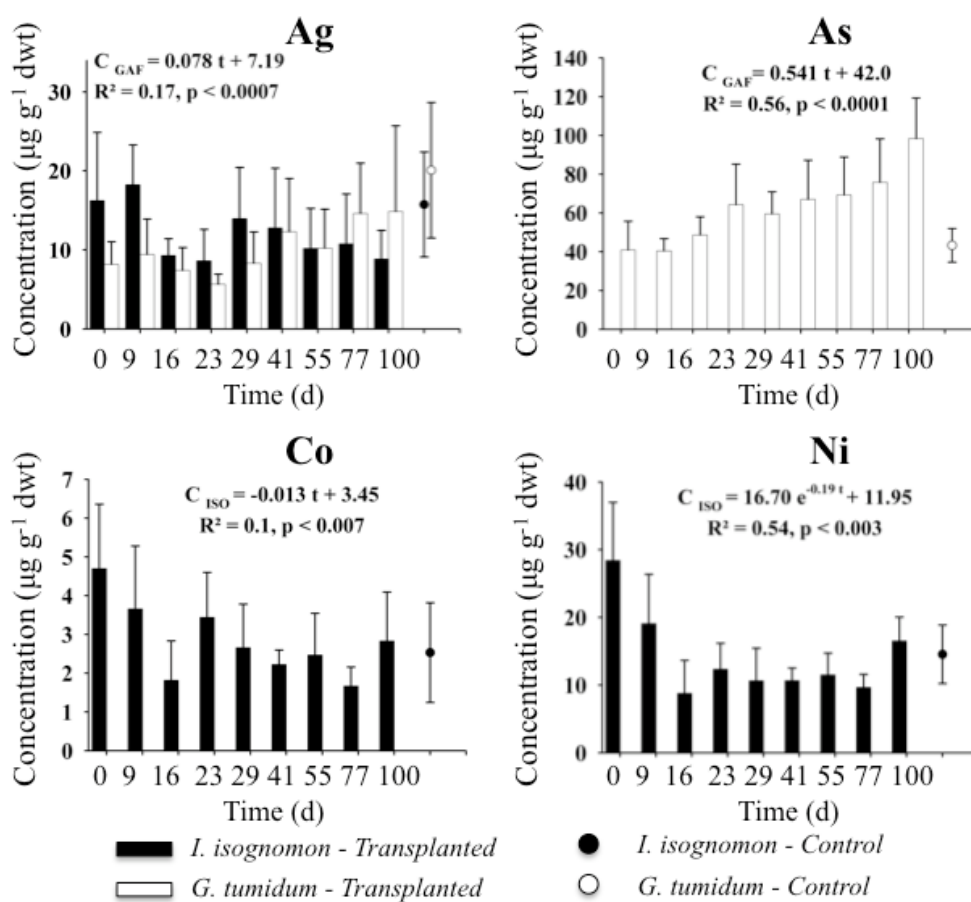 Ag
C GAF = 0.078 t + 7.19
R² = 0.17, p < 0.0007
Concentration (µg g⁻¹ dwt)
30
20
10
0
0 9 16 23 29 41 55 77 100
Time (d)
As
C GAF = 0.541 t + 42.0
R² = 0.56, p < 0.0001
Concentration (µg g⁻¹ dwt)
140
120
100
80
60
40
20
0
0 9 16 23 29 41 55 77 100
Time (d)
Co
C ISO = -0.013 t + 3.45
R² = 0.1, p < 0.007
Concentration (µg g⁻¹ dwt)
7
6
5
4
3
2
1
0
0 9 16 23 29 41 55 77 100
Time (d)
Ni
C ISO = 16.70 e⁻⁰·¹⁹ ᵗ + 11.95
R² = 0.54, p < 0.003
Concentration (µg g⁻¹ dwt)
40
30
20
10
0
0 9 16 23 29 41 55 77 100
Time (d)
I. isognomon - Transplanted
G. tumidum - Transplanted
I. isognomon - Control
G. tumidum - Control